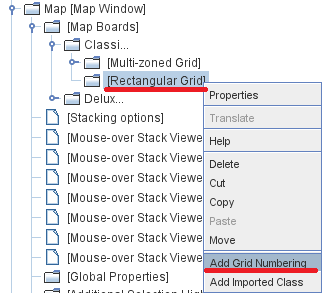 Map [Map Window]
[Map Boards]
Classi...
[Multi-zoned Grid]
[Rectangular Grid]
Delux...
[Stacking options]
[Mouse-over Stack Viewe
[Mouse-over Stack Viewe
[Mouse-over Stack Viewe
[Mouse-over Stack Viewe
[Mouse-over Stack Viewe
[Mouse-over Stack Viewe
[Mouse-over Stack Viewe
[Global Properties]
[Additional Selection High
Properties
Translate
Help
Delete
Cut
Copy
Paste
Move
Add Grid Numbering
Add Imported Class